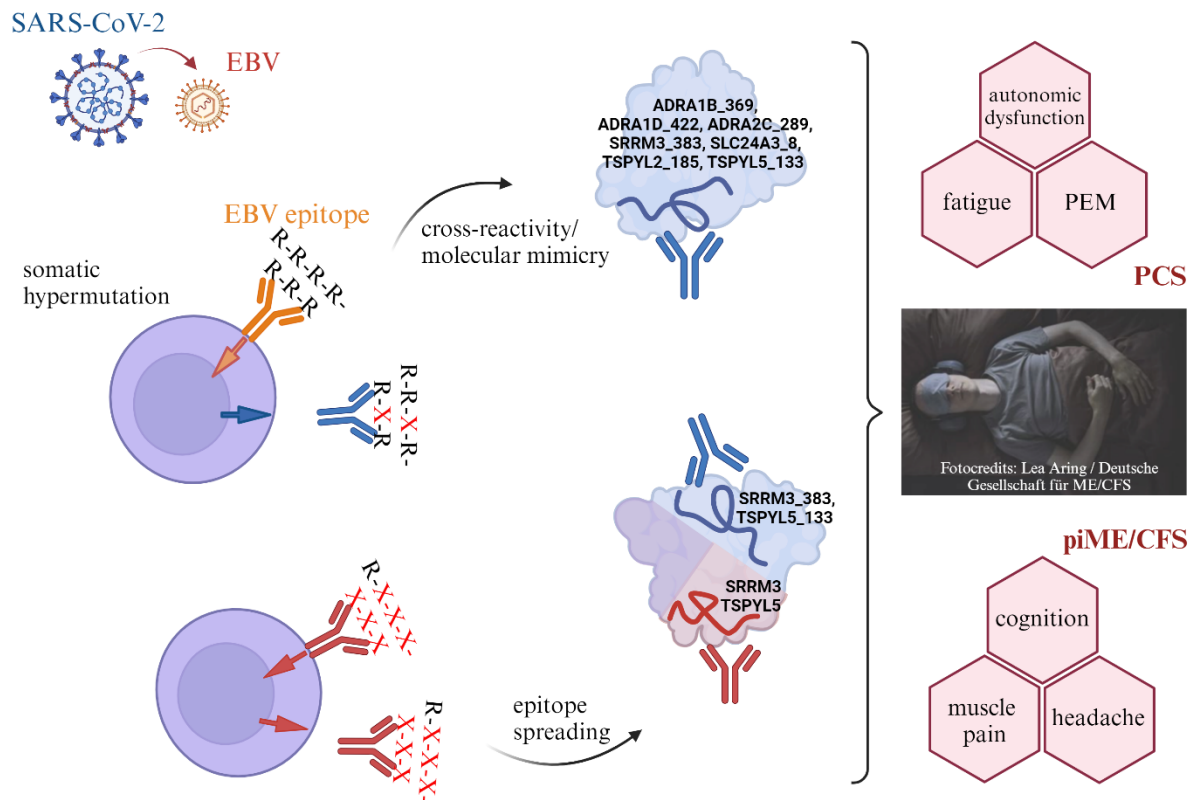 SARS-CoV-2
EBV
EBV epitope
R-R-R-R-R-
R-R-R
somatic
hypermutation
R-R-X-R-
R-X-R
cross-reactivity/
molecular mimicry
ADRA1B_369,
ADRA1D_422, ADRA2C_289,
SRRM3_383, SLC24A3_8,
TSPYL2_185, TSPYL5_133
R-X-X-X-
X-X-X
R-X-X-X-
X-X-X
epitope
spreading
SRRM3_383,
TSPYL5_133
SRRM3
TSPYL5
autonomic
dysfunction
fatigue
PEM
PCS
Fotocredits: Lea Aring / Deutsche
Gesellschaft für ME/CFS
piME/CFS
cognition
muscle
pain
headache